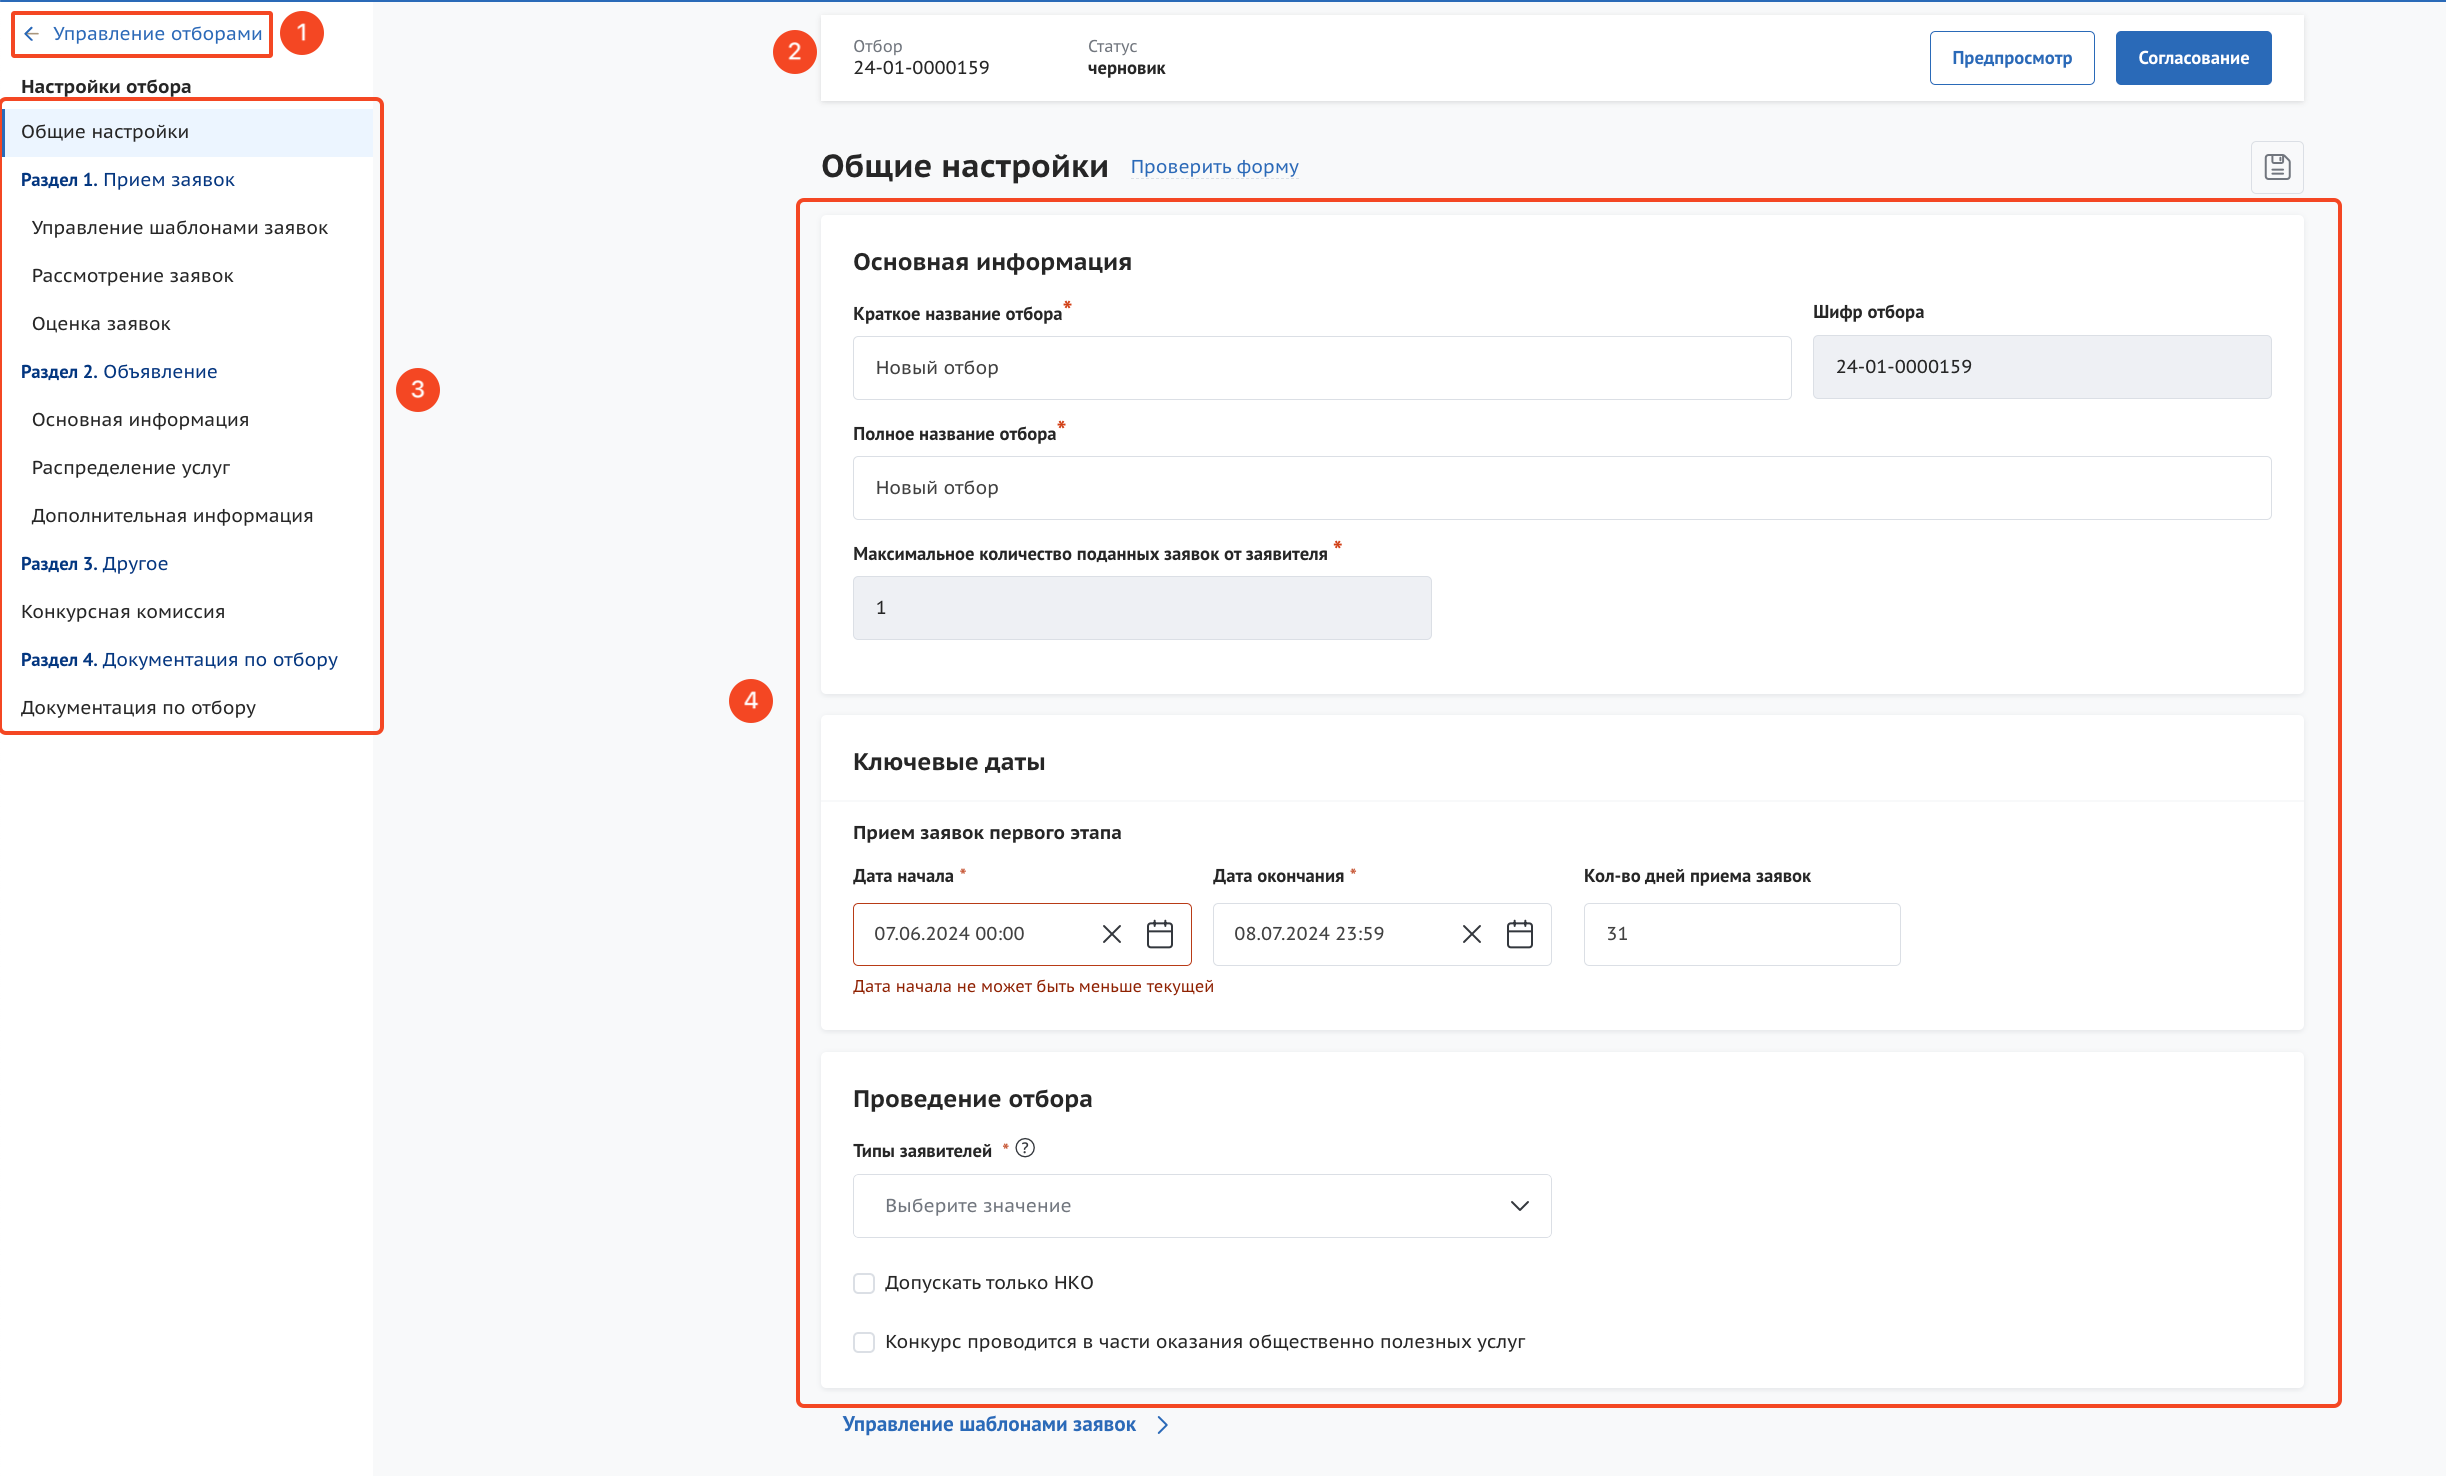 Управление отборами
1
Настройки отбора
Общие настройки
Раздел 1. Прием заявок
Управление шаблонами заявок
Рассмотрение заявок
Оценка заявок
Раздел 2. Объявление
Основная информация
Распределение услуг
Дополнительная информация
Раздел 3. Другое
Конкурсная комиссия
Раздел 4. Документация по отбору
Документация по отбору
3
2
Отбор
24-01-0000159
Статус
черновик
Предпросмотр
Согласование
Общие настройки
Проверить форму
4
Основная информация
Краткое название отбора*
Новый отбор
Шифр отбора
24-01-0000159
Полное название отбора*
Новый отбор
Максимальное количество поданных заявок от заявителя *
1
Ключевые даты
Прием заявок первого этапа
Дата начала *
07.06.2024 00:00
Дата окончания *
08.07.2024 23:59
Кол-во дней приема заявок
31
Дата начала не может быть меньше текущей
Проведение отбора
Типы заявителей * ?
Выберите значение
Допускать только НКО
Конкурс проводится в части оказания общественно полезных услуг
Управление шаблонами заявок